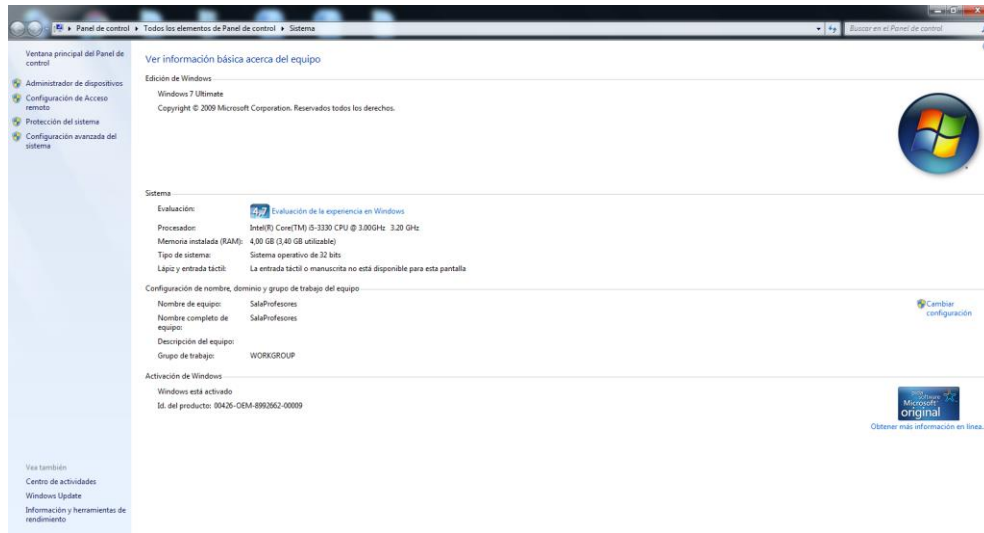 Panel de control ▸ Todos los elementos de Panel de control ▸ Sistema
Buscar en el Panel de control
Ventana principal del Panel de
control
Administrador de dispositivos
Configuración de Acceso
remoto
Protección del sistema
Configuración avanzada del
sistema
Ver información básica acerca del equipo
Edición de Windows
Windows 7 Ultimate
Copyright © 2009 Microsoft Corporation. Reservados todos los derechos.
Sistema
Evaluación: 4,7 Evaluación de la experiencia en Windows
Procesador: Intel(R) Core(TM) i5-3330 CPU @ 3.00GHz 3.20 GHz
Memoria instalada (RAM): 4,00 GB (3,40 GB utilizable)
Tipo de sistema: Sistema operativo de 32 bits
Lápiz y entrada táctil: La entrada táctil o manuscrita no está disponible para esta pantalla
Configuración de nombre, dominio y grupo de trabajo del equipo
Nombre de equipo: SalaProfesores
Cambiar
configuración
Nombre completo de
equipo: SalaProfesores
Descripción del equipo:
Grupo de trabajo: WORKGROUP
Activación de Windows
Windows está activado
Id. del producto: 00426-OEM-8992662-00009
software
Microsoft
original
Obtener más información en línea.
Vea también
Centro de actividades
Windows Update
Información y herramientas de
rendimiento